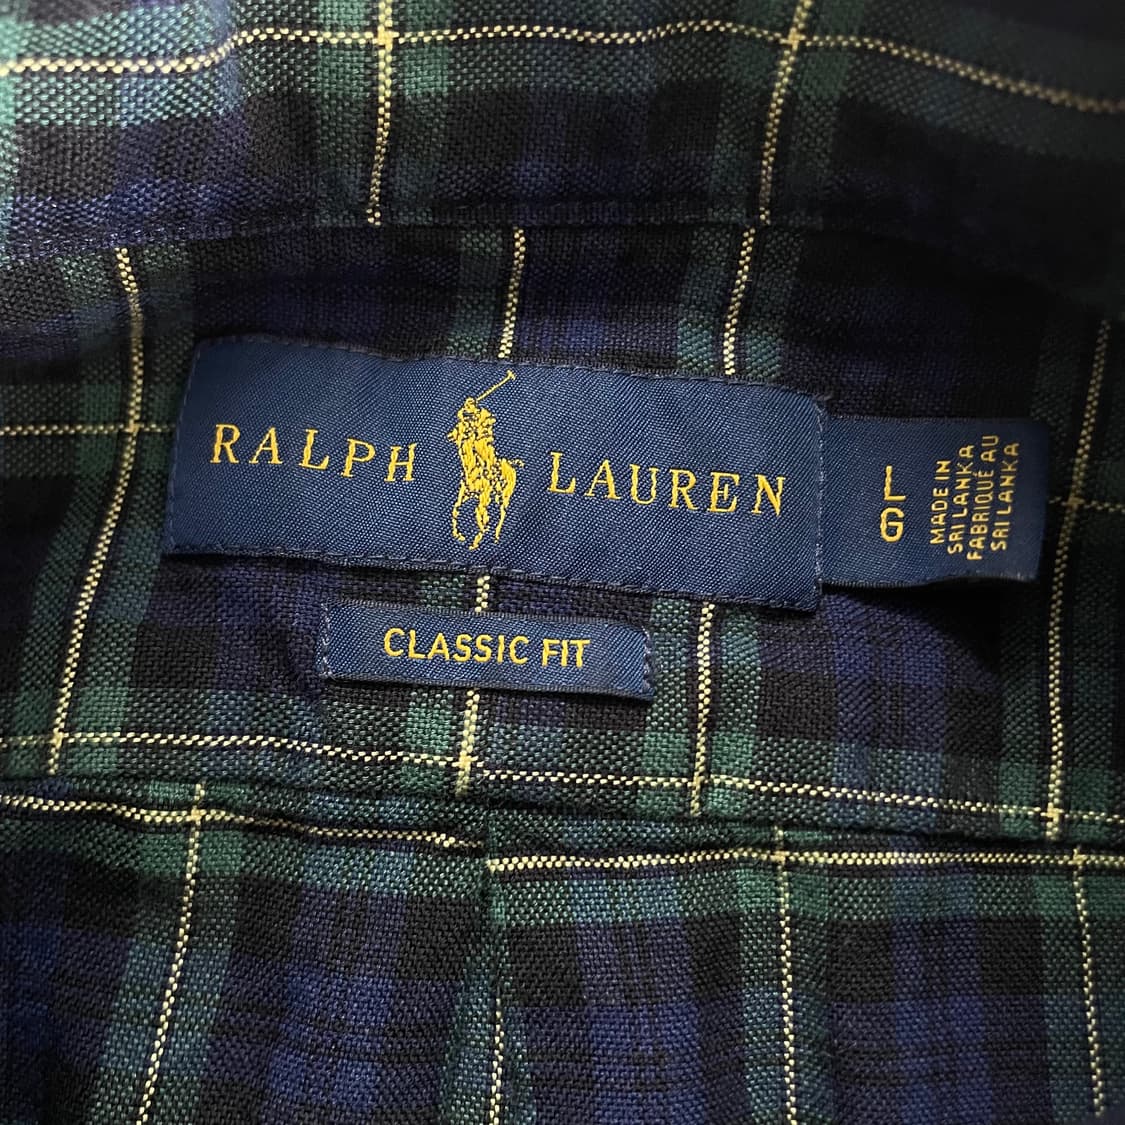 RALPH LAUREN
L
G
MADE IN
SRI LANKA
FABRIQUÉ AU
SRI LANKA
CLASSIC FIT